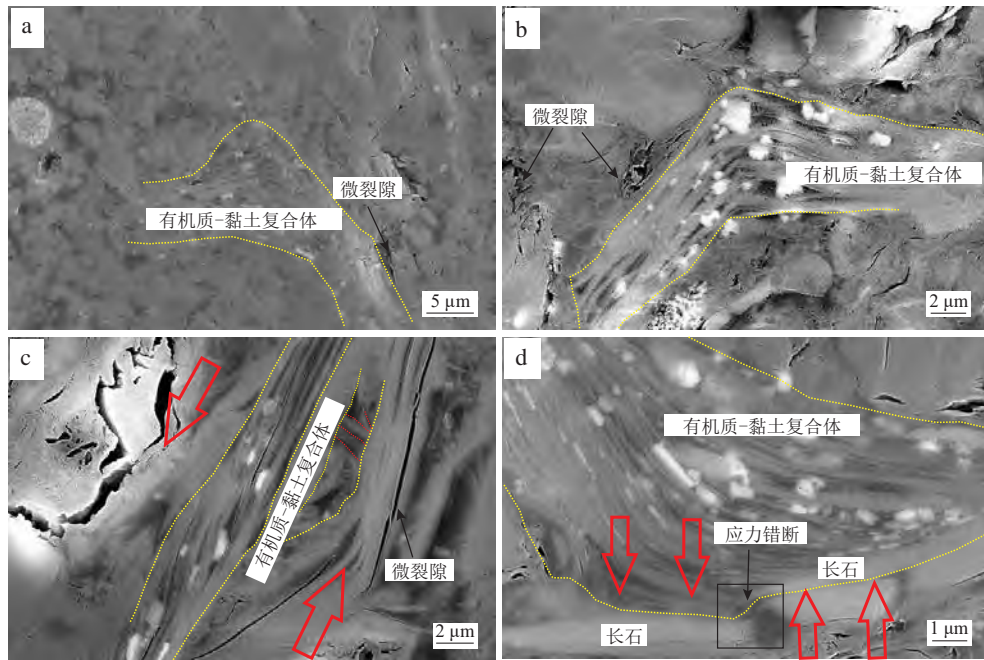 a
微裂隙
有机质-黏土复合体
5 μm
b
微裂隙
有机质-黏土复合体
2 μm
c
有机质-黏土复合体
微裂隙
2 μm
d
有机质-黏土复合体
应力错断
长石
长石
1 μm